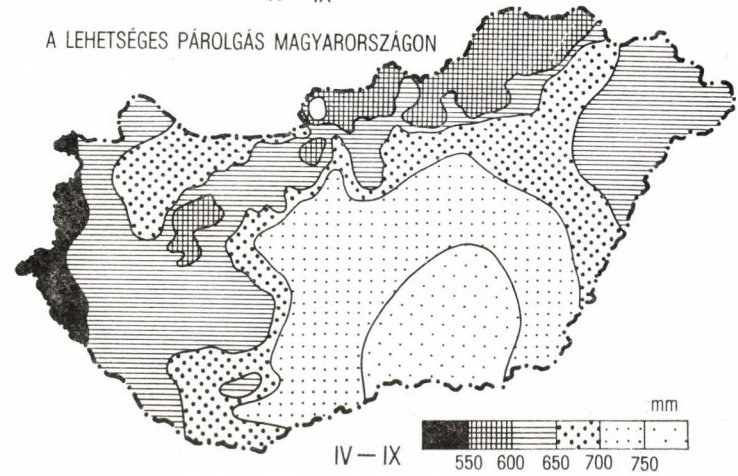 A LEHETSÉGES PÁROLGÁS MAGYARORSZÁGON
mm
IV — IX
550 600 650 700 750